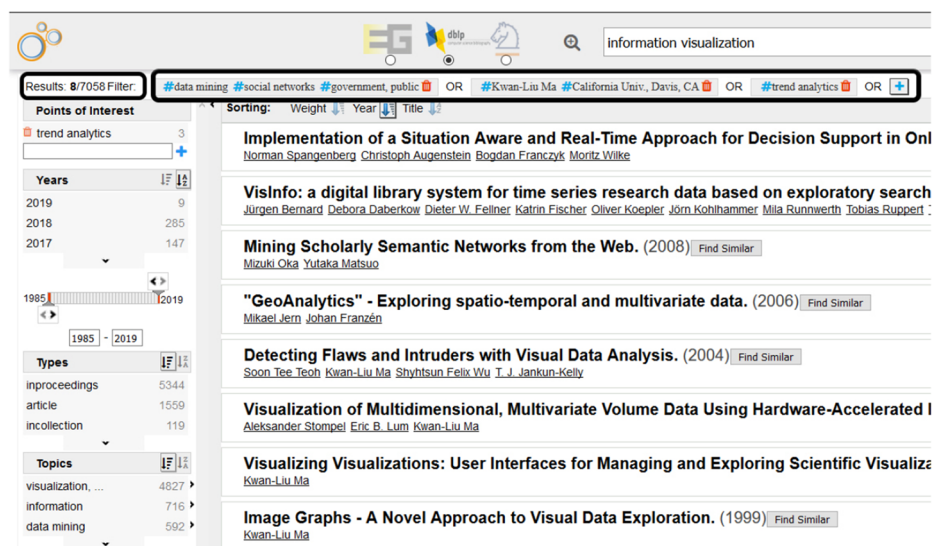 EG
dblp
information visualization
Results: 8/7058 Filter: #data mining #social networks #government, public OR #Kwan-Liu Ma #California Univ., Davis, CA OR #trend analytics OR +
Points of Interest
trend analytics 3
+
Years
2019 9
2018 285
2017 147
1985 2019
1985 - 2019
Types
inproceedings 5344
article 1559
incollection 119
Topics
visualization, ... 4827
information 716
data mining 592
Sorting: Weight Year Title
Implementation of a Situation Aware and Real-Time Approach for Decision Support in Onl
Norman Spangenberg Christoph Augenstein Bogdan Franczyk Moritz Wilke
VisInfo: a digital library system for time series research data based on exploratory search
Jürgen Bernard Debora Daberkow Dieter W. Fellner Katrin Fischer Oliver Koepler Jörn Kohlhammer Mila Runnwerth Tobias Ruppert
Mining Scholarly Semantic Networks from the Web. (2008) Find Similar
Mizuki Oka Yutaka Matsuo
"GeoAnalytics" - Exploring spatio-temporal and multivariate data. (2006) Find Similar
Mikael Jern Johan Franzén
Detecting Flaws and Intruders with Visual Data Analysis. (2004) Find Similar
Soon Tee Teoh Kwan-Liu Ma Shyhtsun Felix Wu T. J. Jankun-Kelly
Visualization of Multidimensional, Multivariate Volume Data Using Hardware-Accelerated
Aleksander Stompel Eric B. Lum Kwan-Liu Ma
Visualizing Visualizations: User Interfaces for Managing and Exploring Scientific Visualiza
Kwan-Liu Ma
Image Graphs - A Novel Approach to Visual Data Exploration. (1999) Find Similar
Kwan-Liu Ma